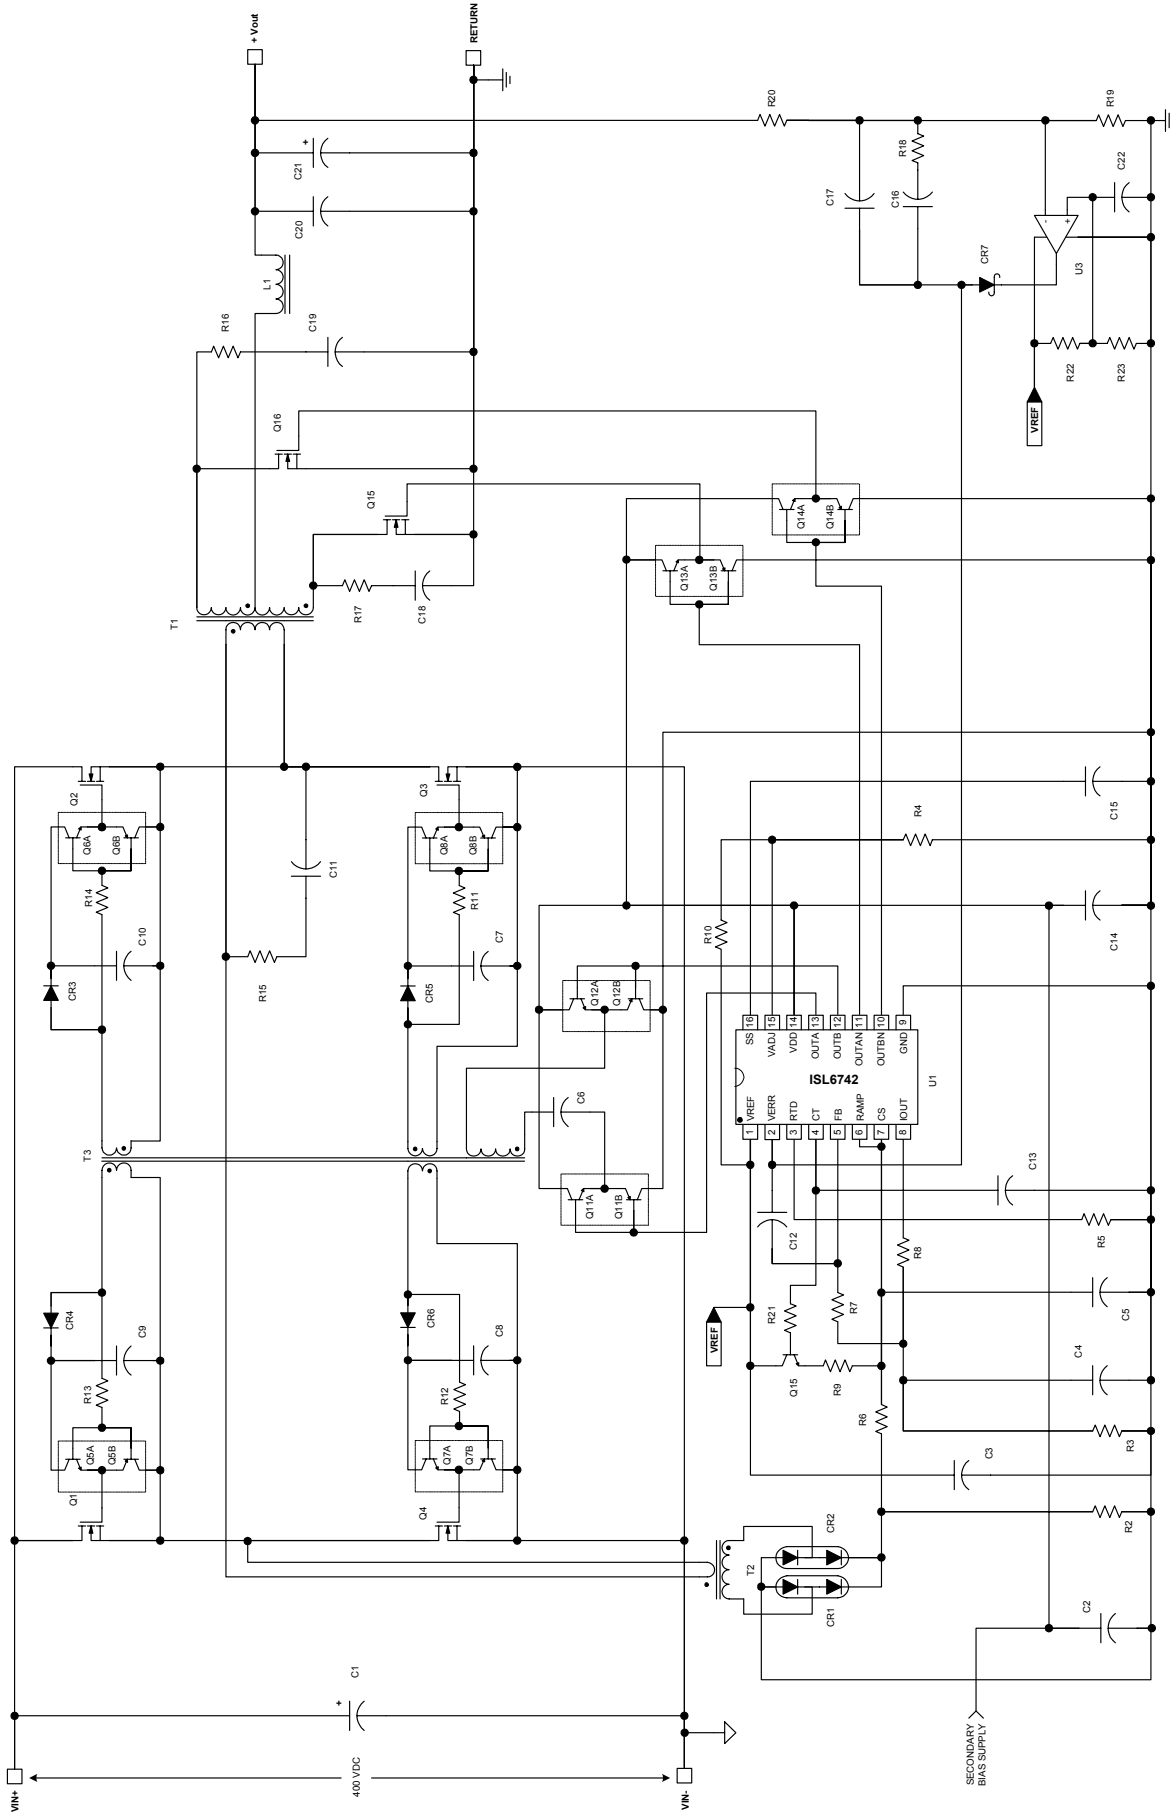 + Vout
RETURN
R20
R19
C21
+
C20
L1
R18
C17
C16
C22
-
+
U3
CR7
R16
C19
R22
R23
VREF
Q16
Q15
Q14A
Q14B
Q13A
Q13B
T1
R17
C18
Q2
Q6A
Q6B
R14
C10
CR3
C11
R15
Q3
Q8A
Q8B
R11
C7
CR5
R4
C15
R10
C14
Q12A
Q12B
C6
T3
Q11A
Q11B
SS 16
VADJ 15
VDD 14
OUTA 13
OUTB 12
OUTAN 11
OUTBN 10
GND 9
ISL6742
U1
1 VREF
2 VERR
3 RTD
4 CT
5 FB
6 RAMP
7 CS
8 IOUT
C13
C12
R5
R8
CR4
C9
R13
Q5A
Q5B
Q1
CR6
C8
R12
Q7A
Q7B
Q4
VREF
R21
R7
C5
Q15
R9
C4
R6
R3
C3
R2
T2
CR2
CR1
C2
C1
+
SECONDARY
BIAS SUPPLY
VIN+
400 VDC
VIN-